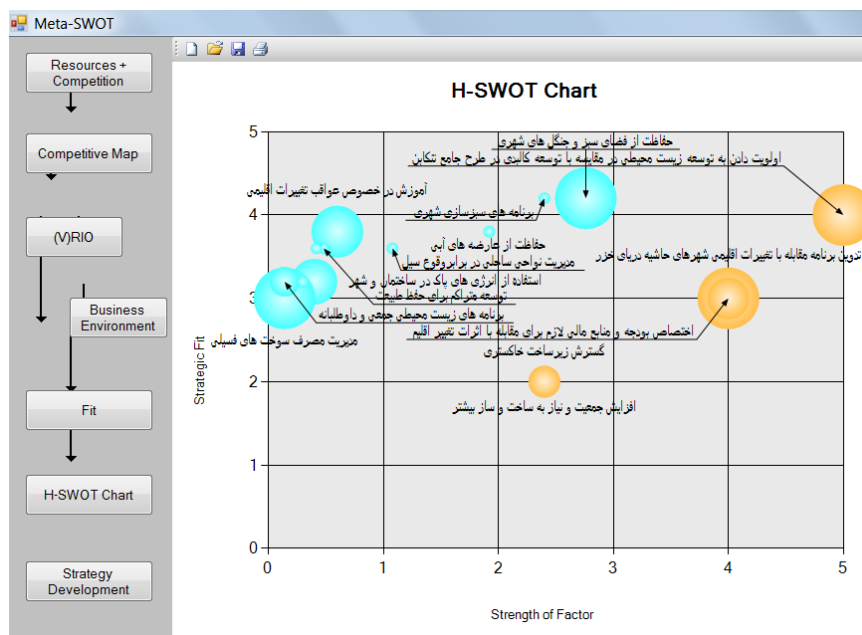 Meta-SWOT
Resources +
Competition
Competitive Map
(V)RIO
Business
Environment
Fit
H-SWOT Chart
Strategy
Development
H-SWOT Chart
Strategic Fit
5
4
3
2
1
0
حفاظت از فضای سبز و جنگل های شهری
اولویت دادن به توسعه زیست محیطی در مقایسه با توسعه کالبدی در طرح جامع تنکابن
آموزش در خصوص عواقب تغییرات اقلیمی
برنامه های سبزسازی شهری
حفاظت از عارضه های آبی
تدوین برنامه مقابله با تغییرات اقلیمی شهرهای حاشیه دریای خزر
مدیریت نواحی ساحلی در برابر وقوع سیل
استفاده از انرژی های پاک در ساختمان و شهر
توسعه متراکم برای حفظ طبیعت
برنامه های زیست محیطی جمعی و داوطلبانه
اختصاص بودجه و منابع مالی لازم برای مقابله با اثرات تغییر اقلیم
مدیریت مصرف سوخت های فسیلی
گسترش زیرساخت خاکستری
افزایش جمعیت و نیاز به ساخت و ساز بیشتر
0 1 2 3 4 5
Strength of Factor